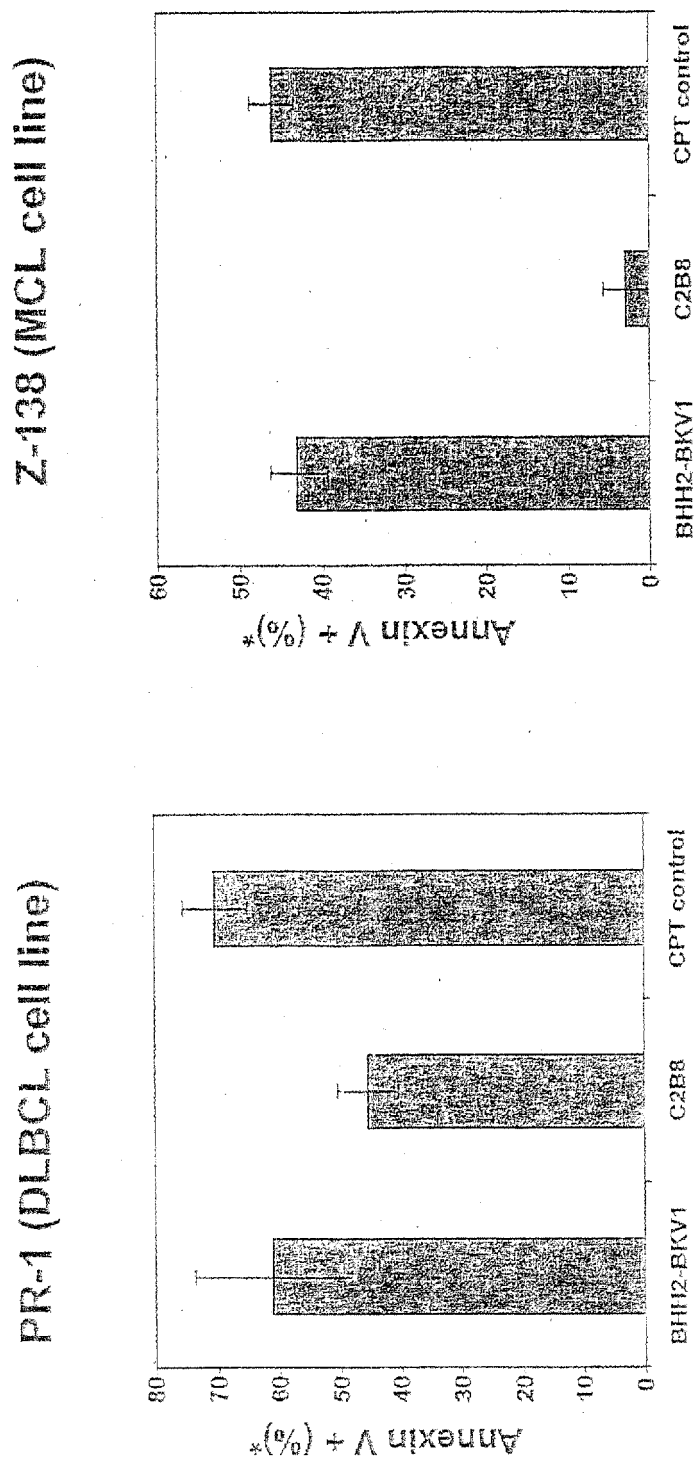 PR-1 (DLBCL cell line)
Annexin V + (%)*
80
70
60
50
40
30
20
10
0
BHH2-BKV1
C2B8
CPT control
Z-138 (MCL cell line)
Annexin V + (%)*
60
50
40
30
20
10
0
BHH2-BKV1
C2B8
CPT control